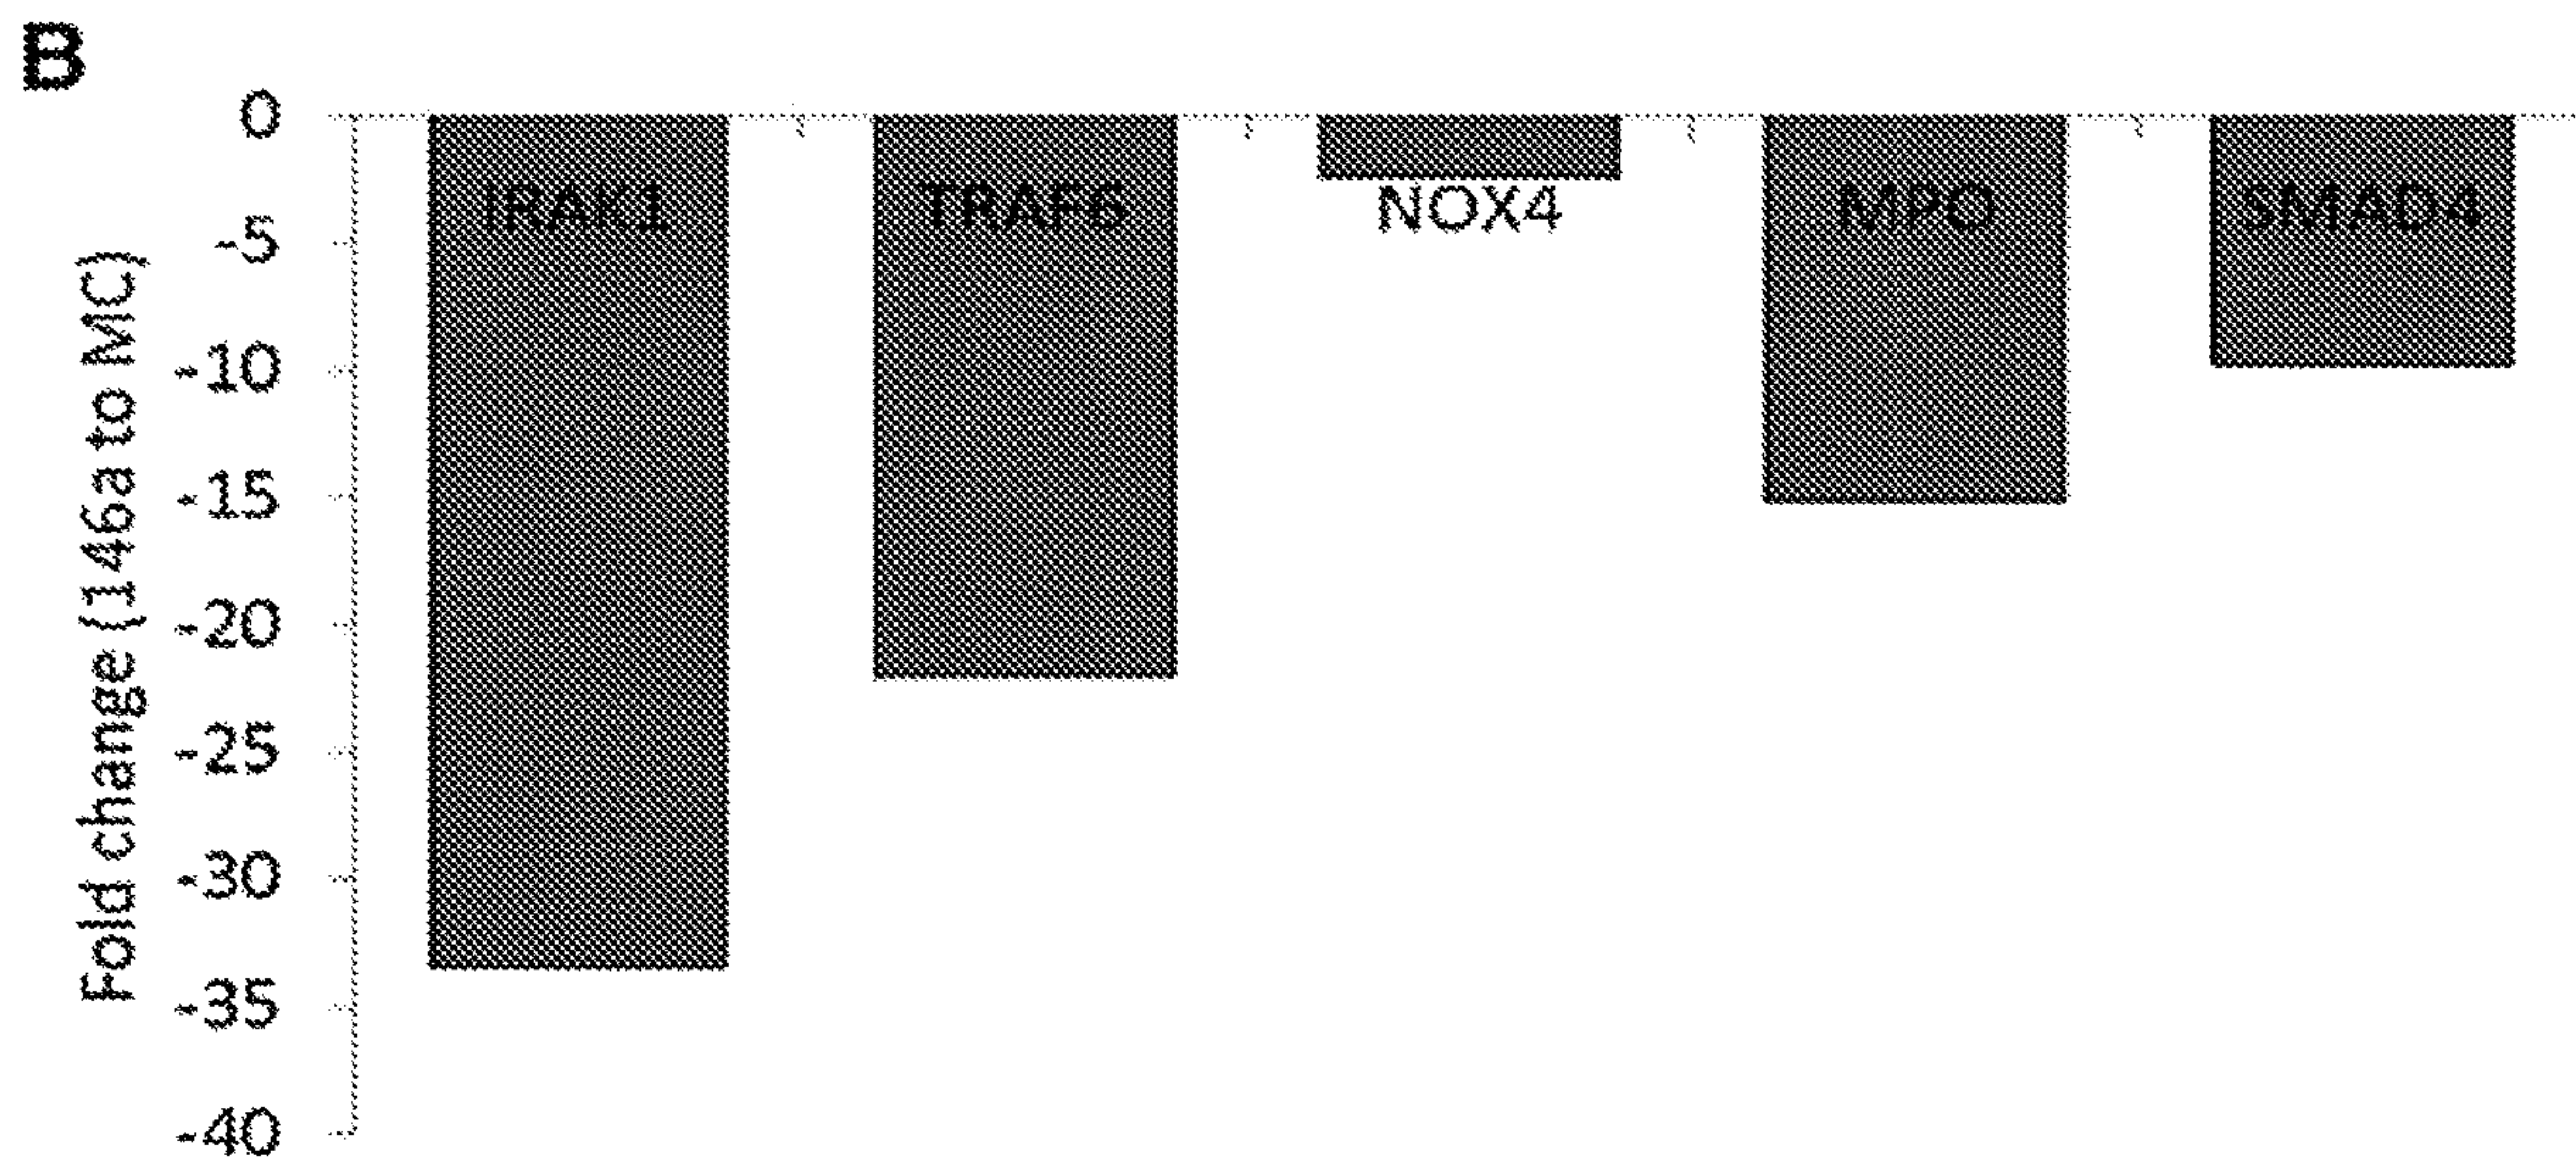 B
Fold change (146a to MC)
0
-5
-10
-15
-20
-25
-30
-35
-40
IRAK1
TRAF6
NOX4
MPO
SMAD4